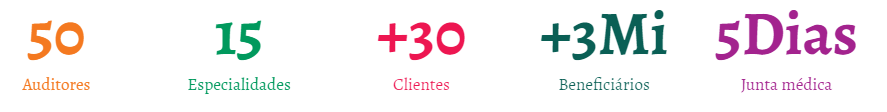 50 15 +30 +3Mi 5Dias
Auditores Especialidades Clientes Beneficiários Junta médica